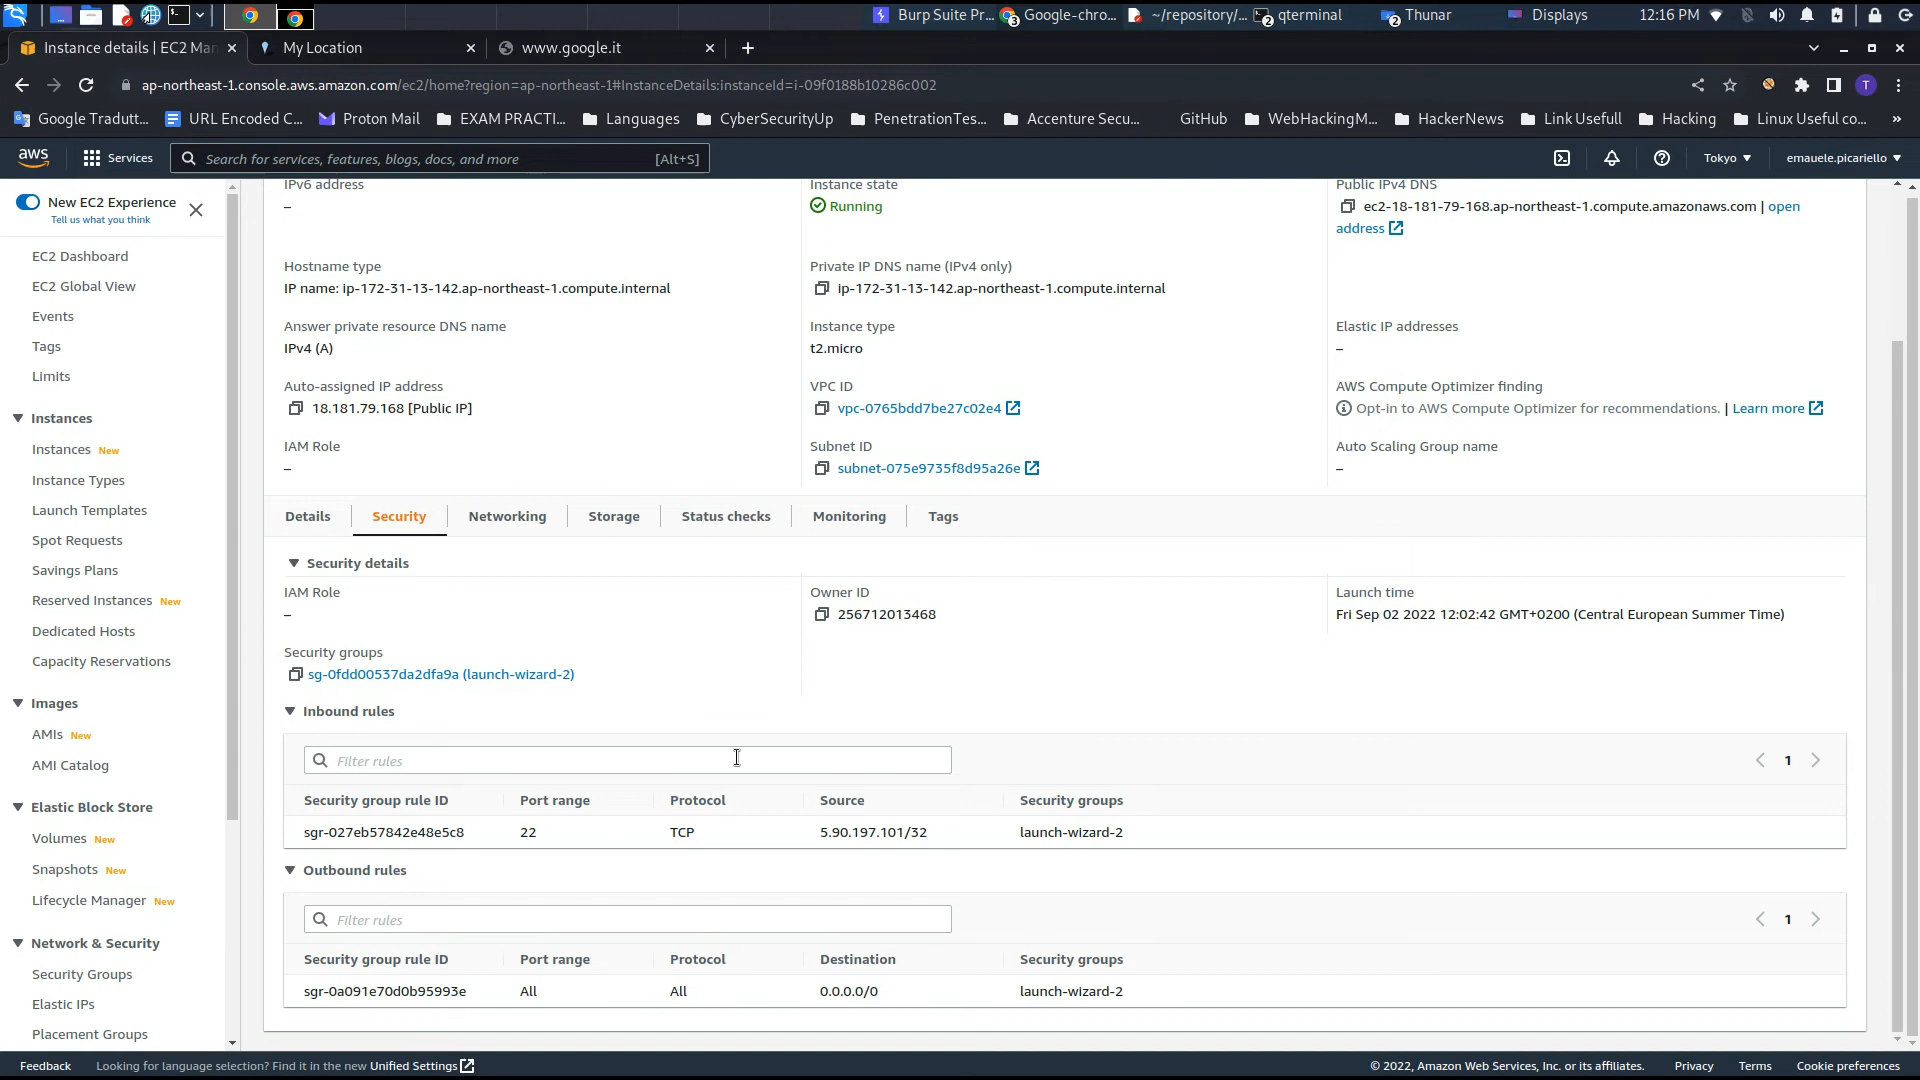 Burp Suite Pr...
3 Google-chro...
~/repository/...
2 qterminal
2 Thunar
Displays
12:16 PM
Instance details | EC2 Man
My Location
www.google.it
ap-northeast-1.console.aws.amazon.com/ec2/home?region=ap-northeast-1#InstanceDetails:instanceId=i-09f0188b10286c002
T
Google Tradutt...
URL Encoded C...
Proton Mail
EXAM PRACTI...
Languages
CyberSecurityUp
PenetrationTes...
Accenture Secu...
GitHub
WebHackingM...
HackerNews
Link Usefull
Hacking
Linux Useful co...
»
aws
Services
Search for services, features, blogs, docs, and more
[Alt+S]
Tokyo
emauele.picariello
New EC2 Experience
Tell us what you think
EC2 Dashboard
EC2 Global View
Events
Tags
Limits
Instances
Instances New
Instance Types
Launch Templates
Spot Requests
Savings Plans
Reserved Instances New
Dedicated Hosts
Capacity Reservations
Images
AMIs New
AMI Catalog
Elastic Block Store
Volumes New
Snapshots New
Lifecycle Manager New
Network & Security
Security Groups
Elastic IPs
Placement Groups
IPv6 address
–
Instance state
Running
Public IPv4 DNS
ec2-18-181-79-168.ap-northeast-1.compute.amazonaws.com | open
address
Hostname type
IP name: ip-172-31-13-142.ap-northeast-1.compute.internal
Private IP DNS name (IPv4 only)
ip-172-31-13-142.ap-northeast-1.compute.internal
Answer private resource DNS name
IPv4 (A)
Instance type
t2.micro
Elastic IP addresses
–
Auto-assigned IP address
18.181.79.168 [Public IP]
VPC ID
vpc-0765bdd7be27c02e4
AWS Compute Optimizer finding
Opt-in to AWS Compute Optimizer for recommendations. | Learn more
IAM Role
–
Subnet ID
subnet-075e9735f8d95a26e
Auto Scaling Group name
–
Details
Security
Networking
Storage
Status checks
Monitoring
Tags
Security details
IAM Role
–
Owner ID
256712013468
Launch time
Fri Sep 02 2022 12:02:42 GMT+0200 (Central European Summer Time)
Security groups
sg-0fdd00537da2dfa9a (launch-wizard-2)
Inbound rules
Filter rules
1
Security group rule ID Port range Protocol Source Security groups
sgr-027eb57842e48e5c8 22 TCP 5.90.197.101/32 launch-wizard-2
Outbound rules
Filter rules
1
Security group rule ID Port range Protocol Destination Security groups
sgr-0a091e70d0b95993e All All 0.0.0.0/0 launch-wizard-2
Feedback
Looking for language selection? Find it in the new Unified Settings
© 2022, Amazon Web Services, Inc. or its affiliates.
Privacy
Terms
Cookie preferences